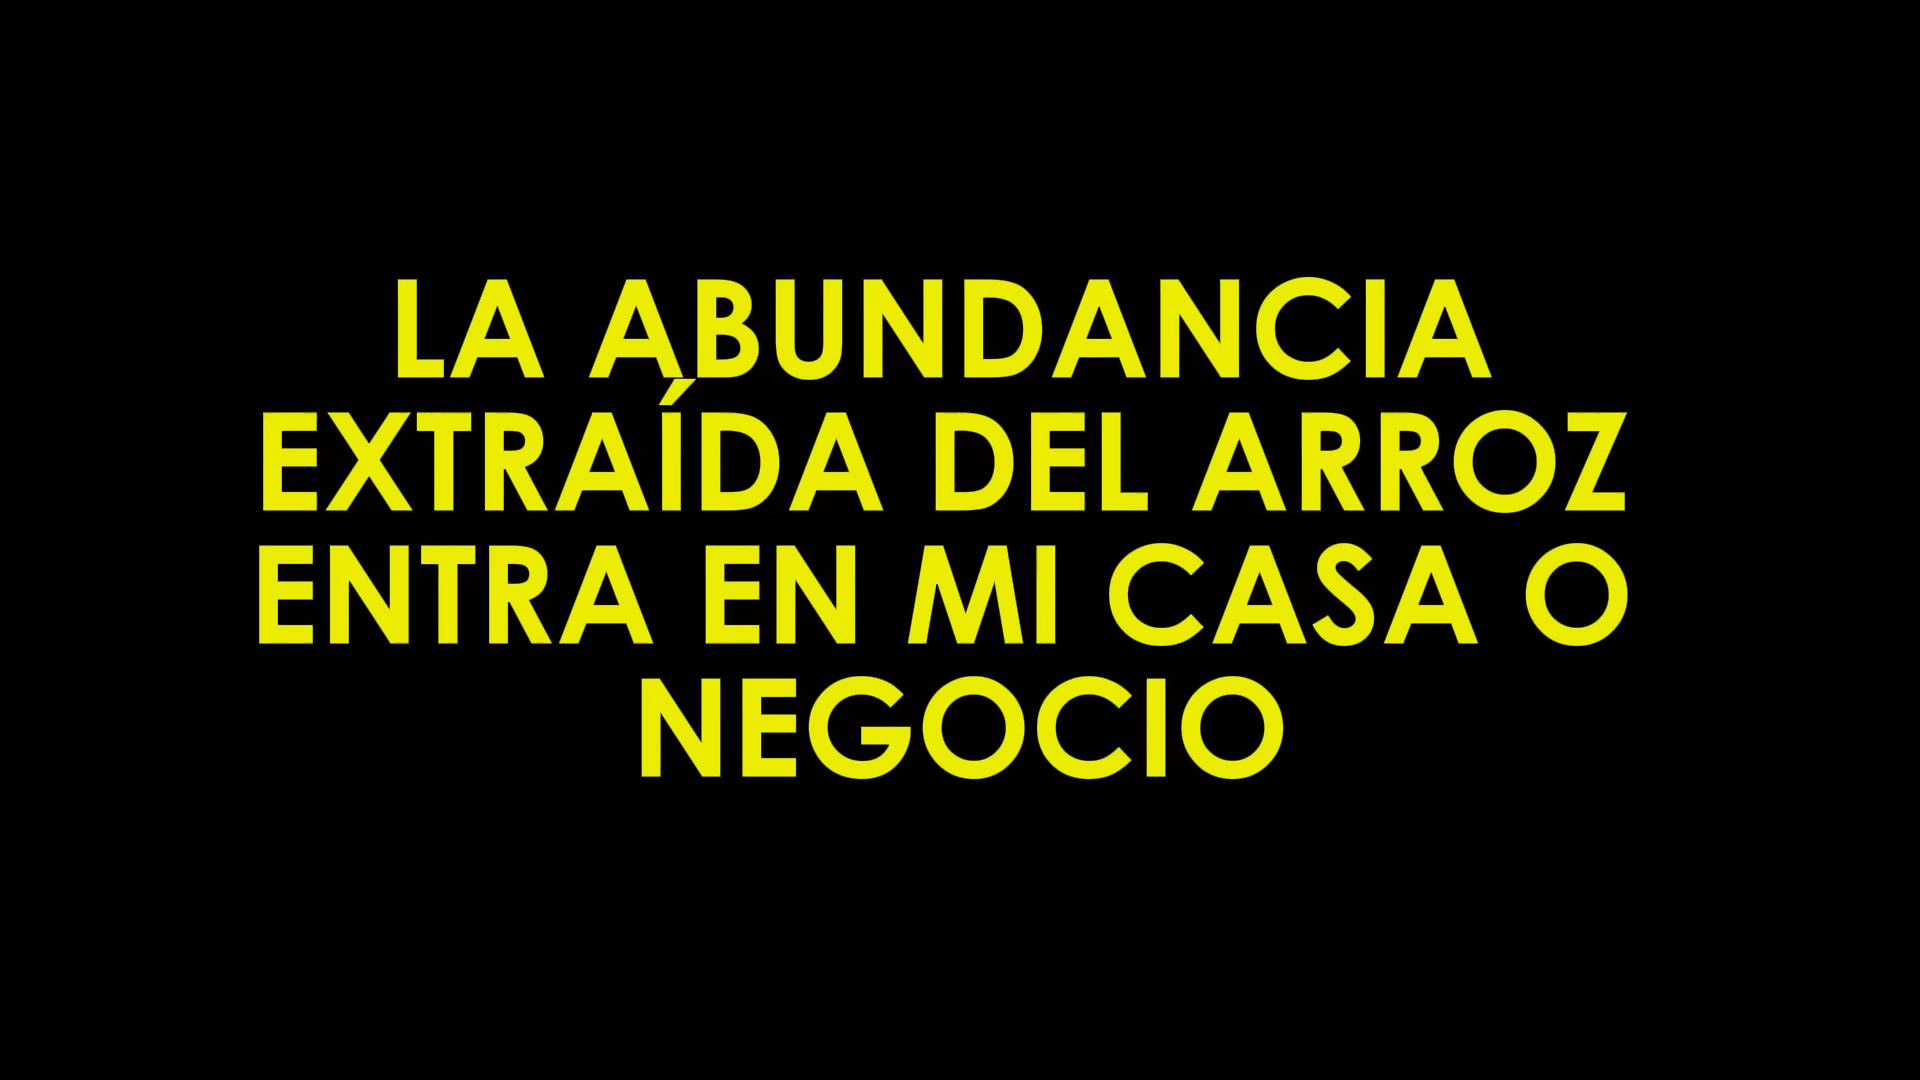 LA ABUNDANCIA
EXTRAÍDA DEL ARROZ
ENTRA EN MI CASA O
NEGOCIO